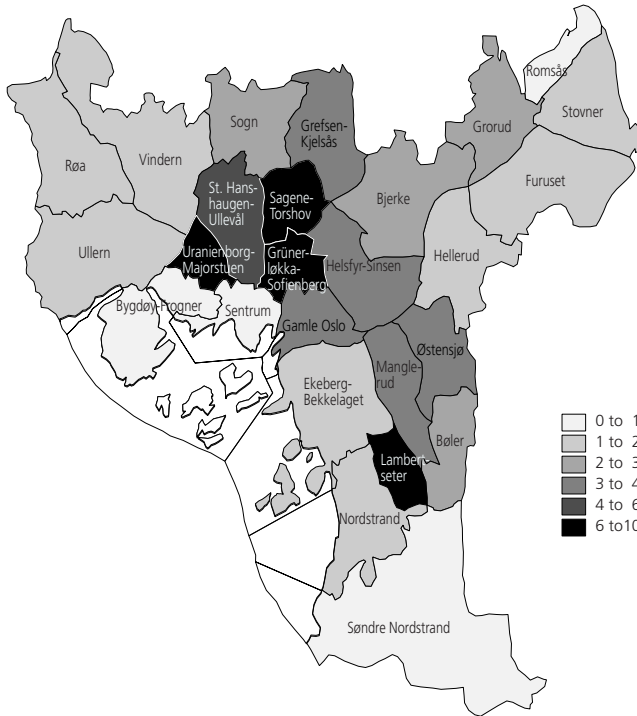 Romsås
Stovner
Sogn
Grefsen-
Kjelsås
Grorud
Vindern
Røa
St. Hans-
haugen-
Ullevål
Sagene-
Torshov
Bjerke
Furuset
Ullern
Uranienborg-
Majorstuen
Grüner-
løkka-
Sofienberg
Helsfyr-Sinsen
Hellerud
Bygdøy-Frogner
Sentrum
Gamle Oslo
Østensjø
Mangle-
rud
Ekeberg-
Bekkelaget
Bøler
Lambert-
seter
Nordstrand
Søndre Nordstrand
0 to 1
1 to 2
2 to 3
3 to 4
4 to 6
6 to10